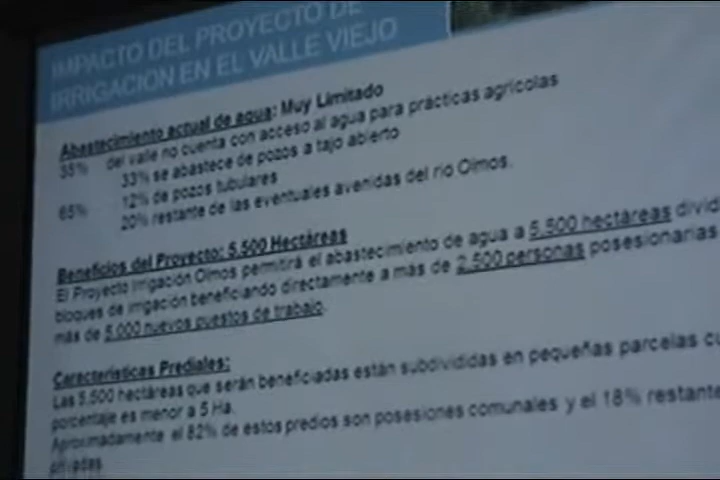 IMPACTO DEL PROYECTO DE
IRRIGACION EN EL VALLE VIEJO
Abastecimiento actual de agua: Muy Limitado
35% del valle no cuenta con acceso al agua para prácticas agrícolas
33% se abastece de pozos a tajo abierto
65% 12% de pozos tubulares
20% restante de las eventuales avenidas del río Olmos.
Beneficios del Proyecto: 5,500 Hectáreas
El Proyecto Irrigación Olmos permitirá el abastecimiento de agua a 5,500 hectáreas
bloques de irrigación beneficiando directamente a más de 2,500 personas posesionarias
más de 5,000 nuevos puestos de trabajo.
Características Prediales:
Las 5,500 hectáreas que serán beneficiadas están subdivididas en pequeñas parcelas
porcentaje es menor a 5 Ha.
Aproximadamente el 82% de estos predios son posesiones comunales y el 18% restante
privadas